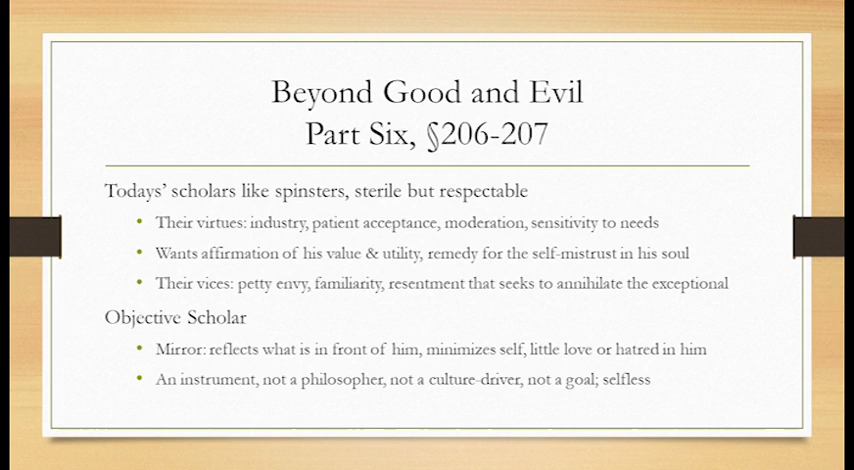 Beyond Good and Evil
Part Six, §206-207
Todays' scholars like spinsters, sterile but respectable
• Their virtues: industry, patient acceptance, moderation, sensitivity to needs
• Wants affirmation of his value & utility, remedy for the self-mistrust in his soul
• Their vices: petty envy, familiarity, resentment that seeks to annihilate the exceptional
Objective Scholar
• Mirror: reflects what is in front of him, minimizes self, little love or hatred in him
• An instrument, not a philosopher, not a culture-driver, not a goal; selfless